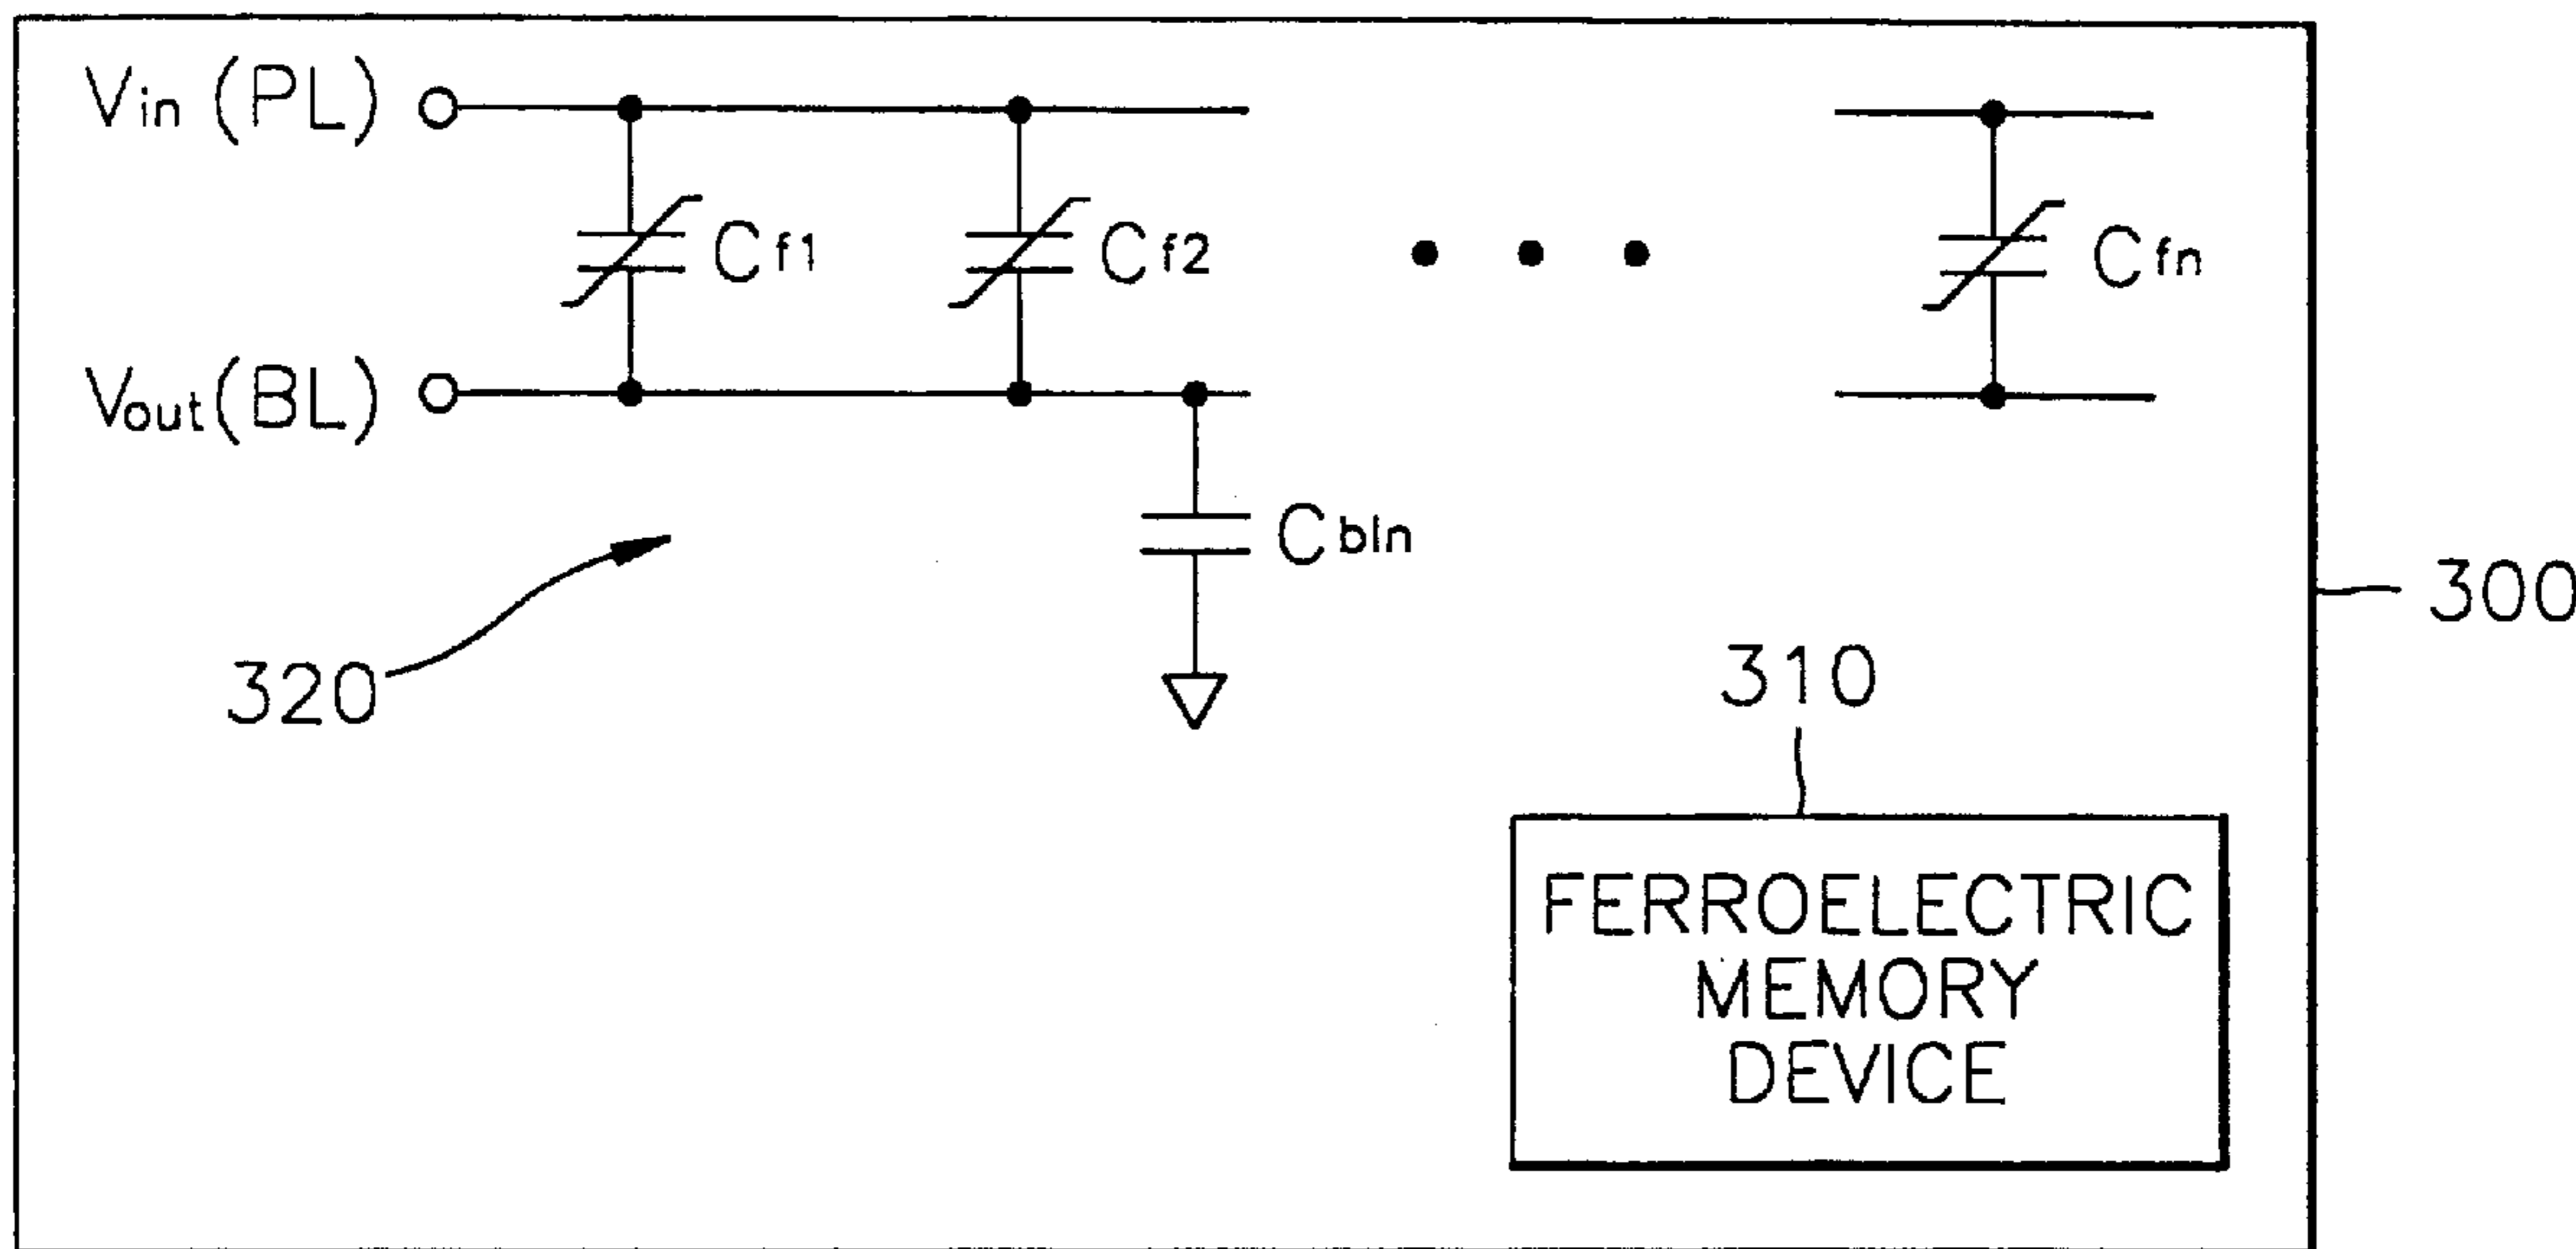 Vin (PL)
Cf1
Cf2
Cfn
Vout(BL)
Cbln
300
320
310
FERROELECTRIC
MEMORY
DEVICE